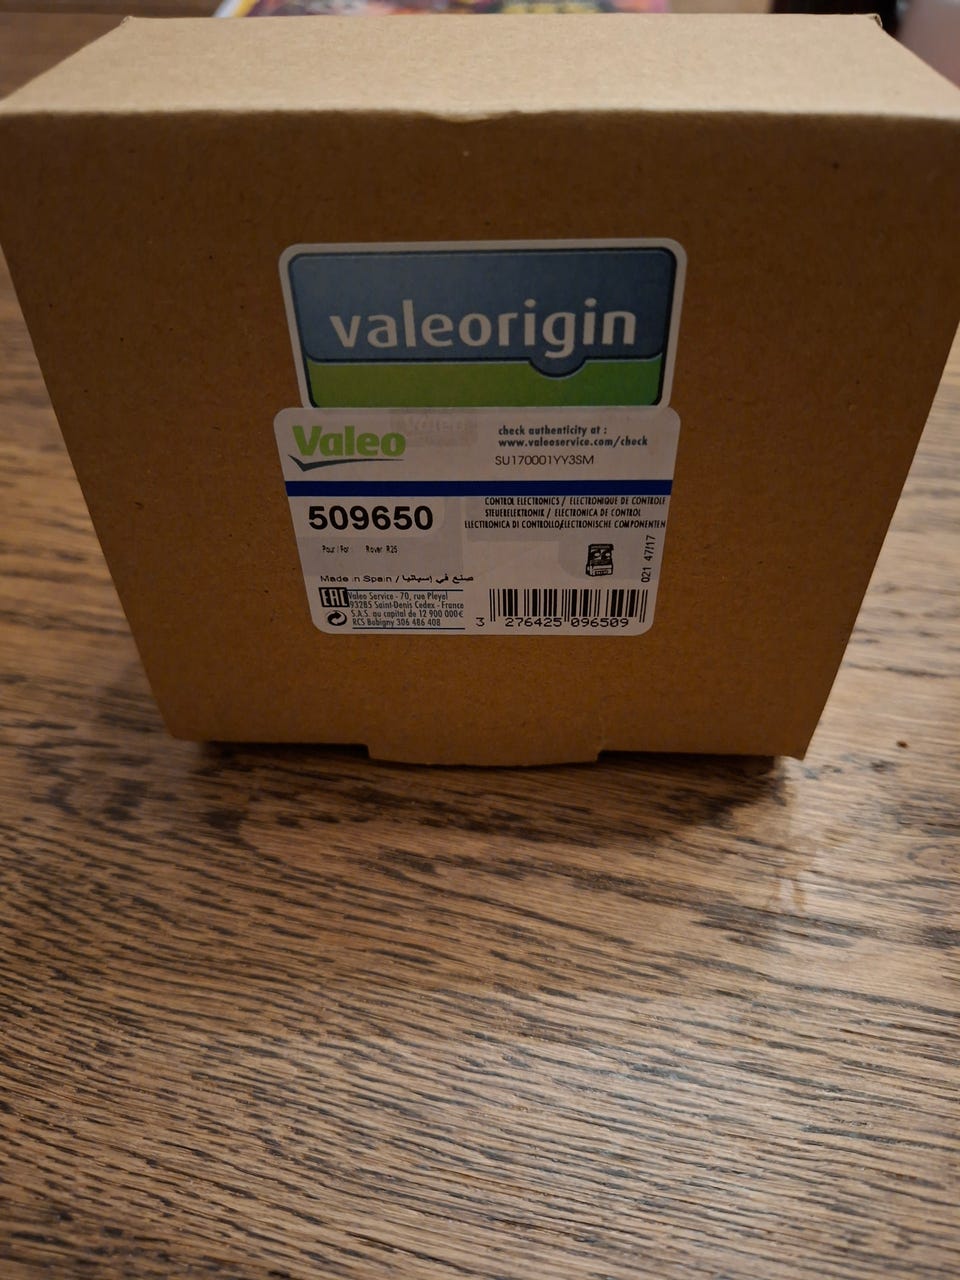 valeorigin
Valeo
check authenticity at :
www.valeoservice.com/check
SU170001YY3SM
509650
CONTROL ELECTRONICS / ELECTRONIQUE DE CONTROLE
STEUERELEKTRONIK / ELECTRONICA DE CONTROL
ELECTRONICA DI CONTROLLO/ELECTRONISCHE COMPONENTEN
Pour / For : Rover R25
021 47/17
Made in Spain / صنع في إسبانيا
EAC
Valeo Service - 70, rue Pleyel
93285 Saint-Denis Cedex - France
S.A.S. au capital de 12 900 000€
RCS Bobigny 306 486 408
3 276425 096509